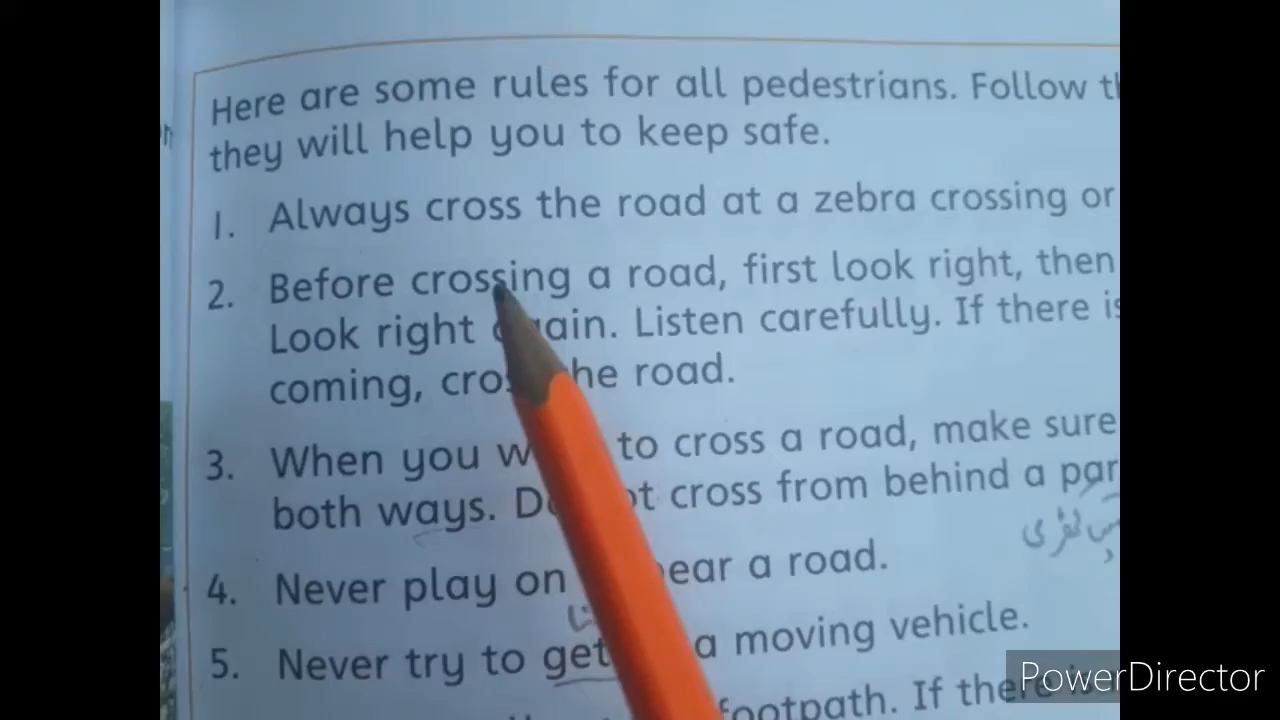 Here are some rules for all pedestrians. Follow
they will help you to keep safe.
1. Always cross the road at a zebra crossing or
2. Before crossing a road, first look right, then
Look right again. Listen carefully. If there is
coming, cross the road.
3. When you to cross a road, make sure
both ways. Do not cross from behind a
4. Never play on near a road.
5. Never try to get a moving vehicle.
footpath. If there
PowerDirector